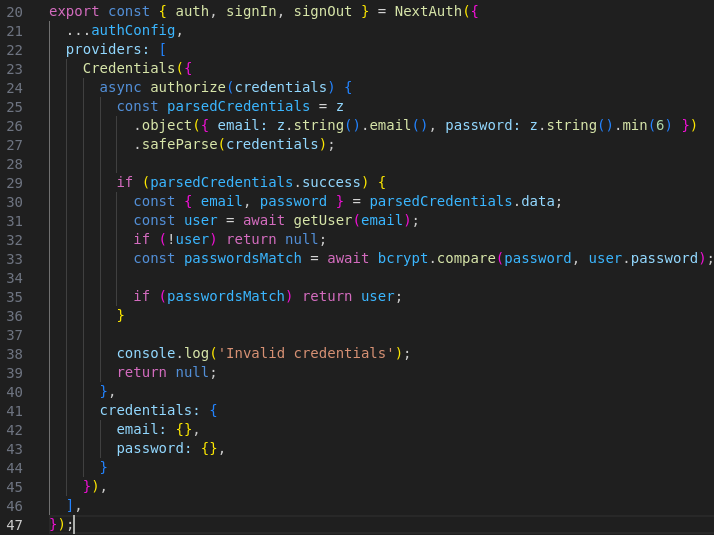 20 export const { auth, signIn, signOut } = NextAuth({
21   ...authConfig,
22   providers: [
23     Credentials({
24       async authorize(credentials) {
25         const parsedCredentials = z
26           .object({ email: z.string().email(), password: z.string().min(6) })
27           .safeParse(credentials);
28
29         if (parsedCredentials.success) {
30           const { email, password } = parsedCredentials.data;
31           const user = await getUser(email);
32           if (!user) return null;
33           const passwordsMatch = await bcrypt.compare(password, user.password);
34
35           if (passwordsMatch) return user;
36         }
37
38         console.log('Invalid credentials');
39         return null;
40       },
41       credentials: {
42         email: {},
43         password: {},
44       }
45     }),
46   ],
47 });